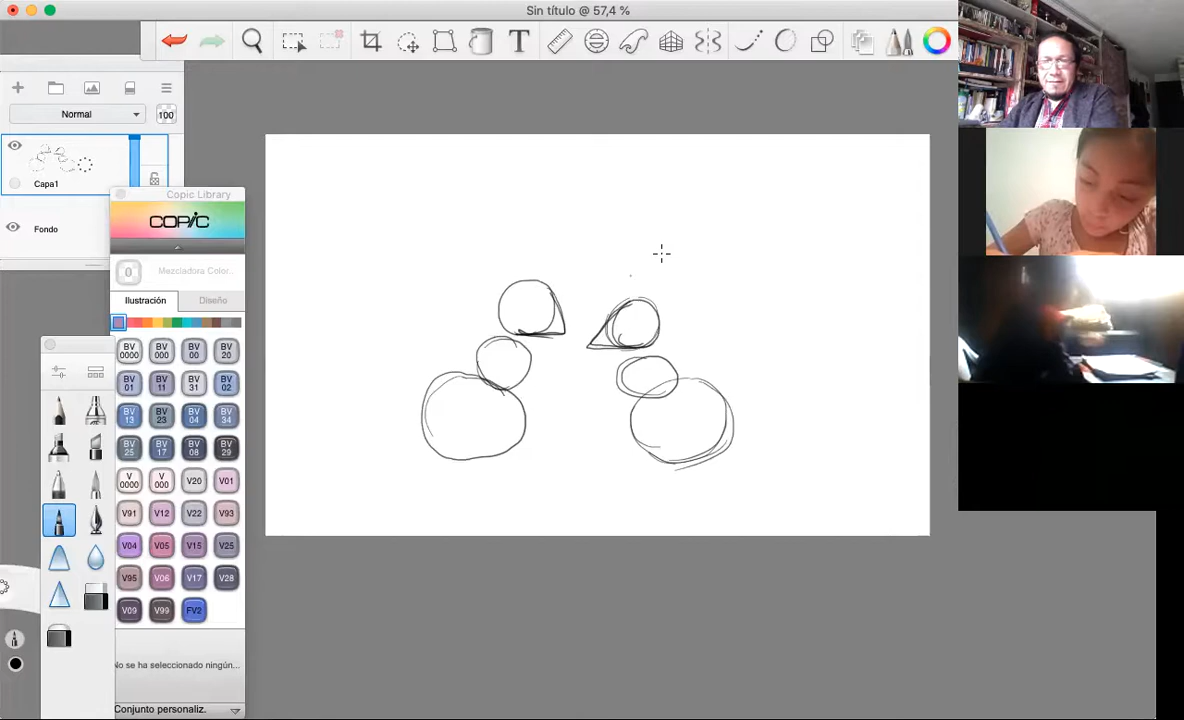 Sin título @ 57,4 %
T
Normal
100
Capa1
Fondo
Copic Library
COPIC
0 Mezcladora Color..
Ilustración Diseño
BV 0000 BV 000 BV 00 BV 20
BV 01 BV 11 BV 31 BV 02
BV 13 BV 23 BV 04 BV 34
BV 25 BV 17 BV 08 BV 29
V 0000 V 000 V20 V01
V91 V12 V22 V93
V04 V05 V15 V25
V95 V06 V17 V28
V09 V99 FV2
No se ha seleccionado ningún...
Conjunto personaliz.